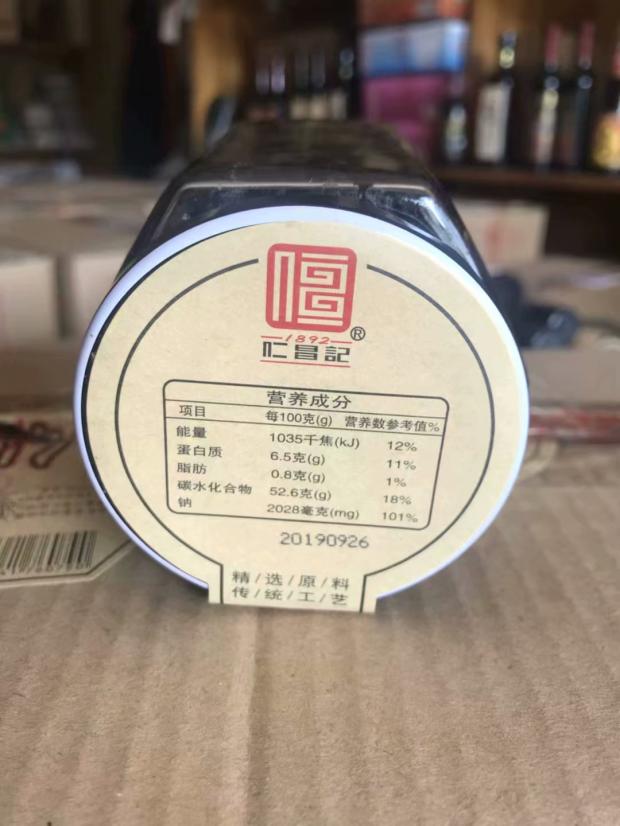 1892
仁昌記®
营养成分
项目 每100克(g) 营养数参考值%
能量 1035千焦(kJ) 12%
蛋白质 6.5克(g) 11%
脂肪 0.8克(g) 1%
碳水化合物 52.6克(g) 18%
钠 2028毫克(mg) 101%
20190926
精/选/原/料
传/统/工/艺